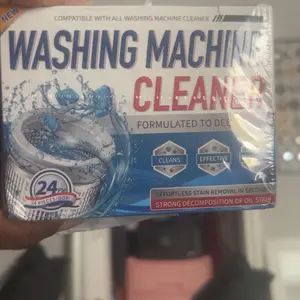 NEW
COMPATIBLE WITH ALL WASHING MACHINE CLEANER
WASHING MACHINE
CLEANER
FORMULATED TO DE
CLEANS
EFFECTIVE
24
EFFORTLESS STAIN REMOVAL IN SECONDS
STRONG DECOMPOSITION OF OIL STAIN